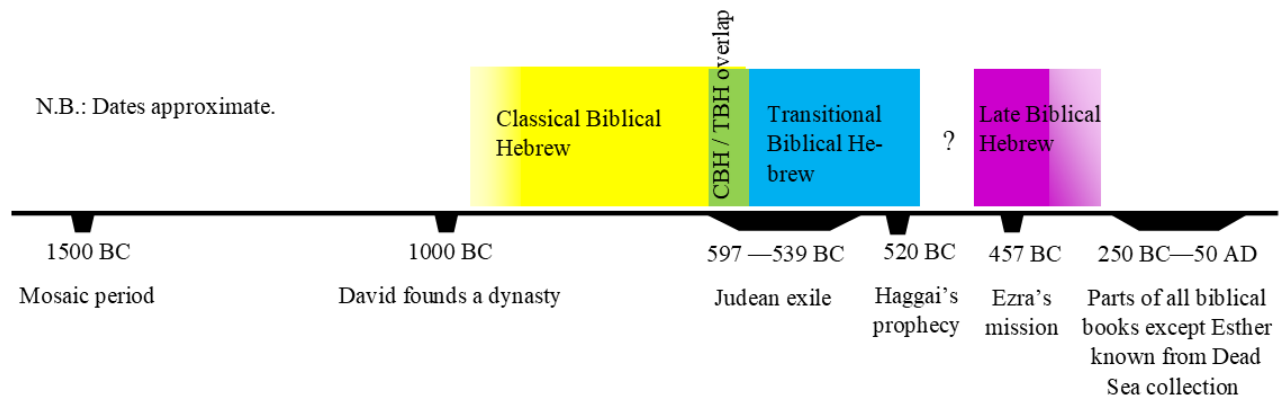 N.B.: Dates approximate.
Classical Biblical
Hebrew
CBH / TBH overlap
Transitional
Biblical He-
brew
?
Late Biblical
Hebrew
1500 BC
Mosaic period
1000 BC
David founds a dynasty
597 —539 BC
Judean exile
520 BC
Haggai’s
prophecy
457 BC
Ezra’s
mission
250 BC—50 AD
Parts of all biblical
books except Esther
known from Dead
Sea collection